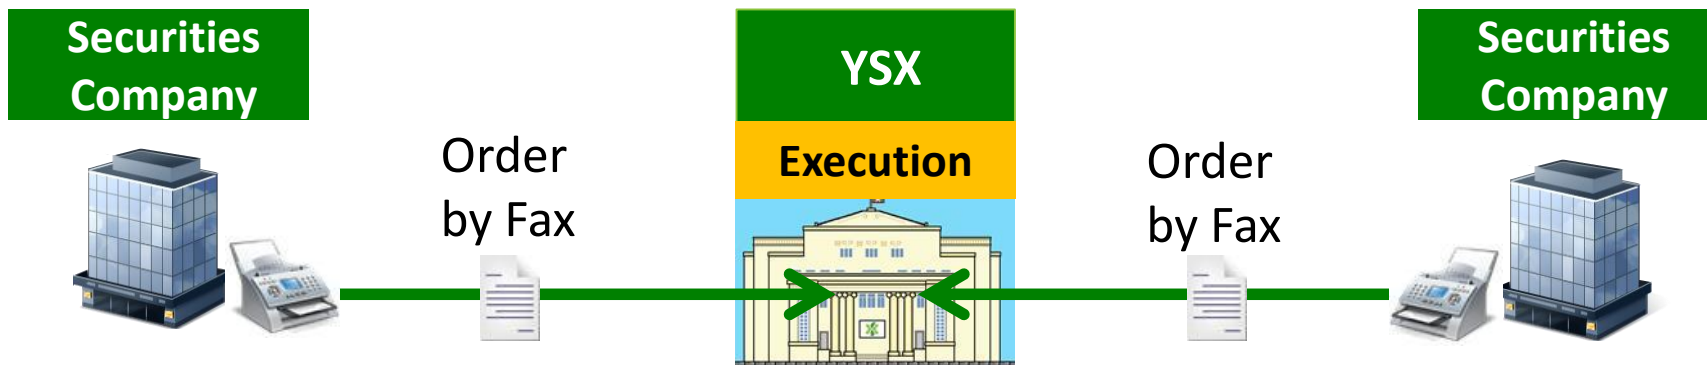 Securities
Company
Order
by Fax
YSX
Execution
Order
by Fax
Securities
Company